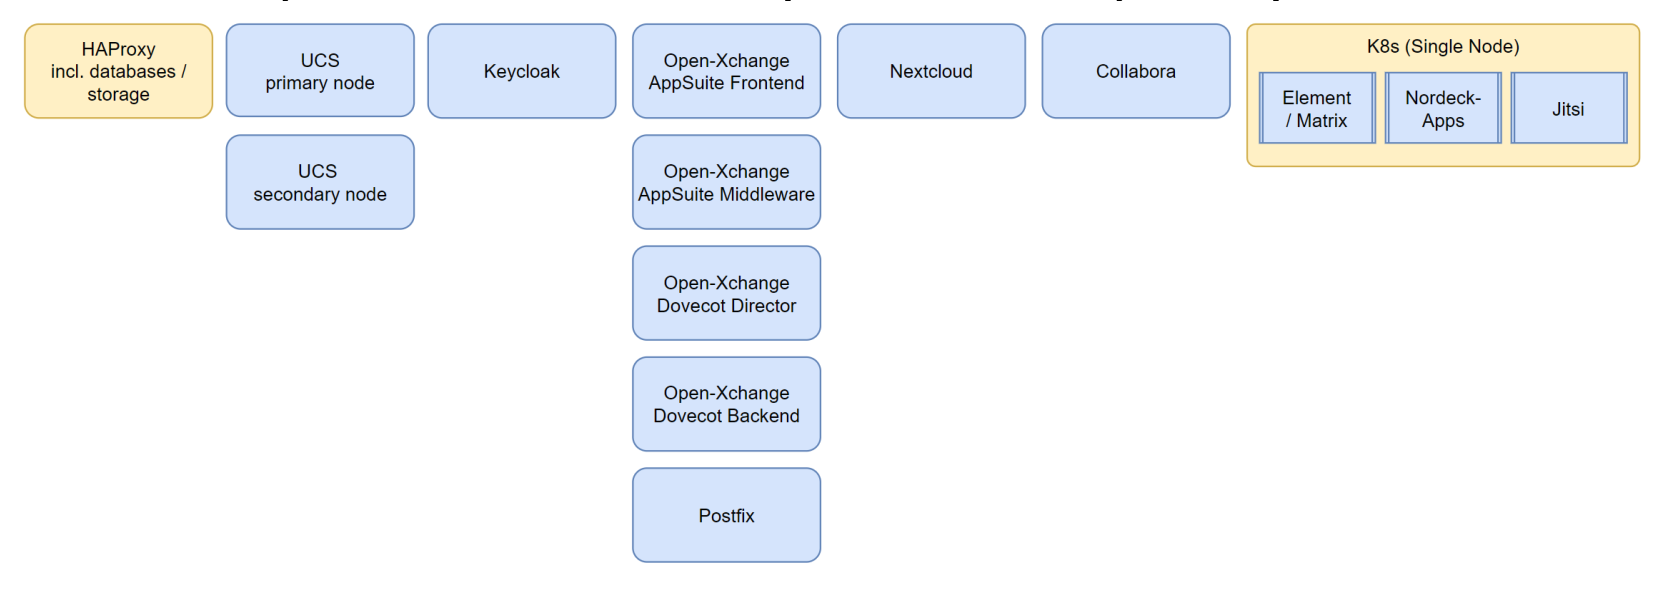 HAProxy
incl. databases /
storage
UCS
primary node
Keycloak
Open-Xchange
AppSuite Frontend
Nextcloud
Collabora
K8s (Single Node)
Element
/ Matrix
Nordeck-
Apps
Jitsi
UCS
secondary node
Open-Xchange
AppSuite Middleware
Open-Xchange
Dovecot Director
Open-Xchange
Dovecot Backend
Postfix